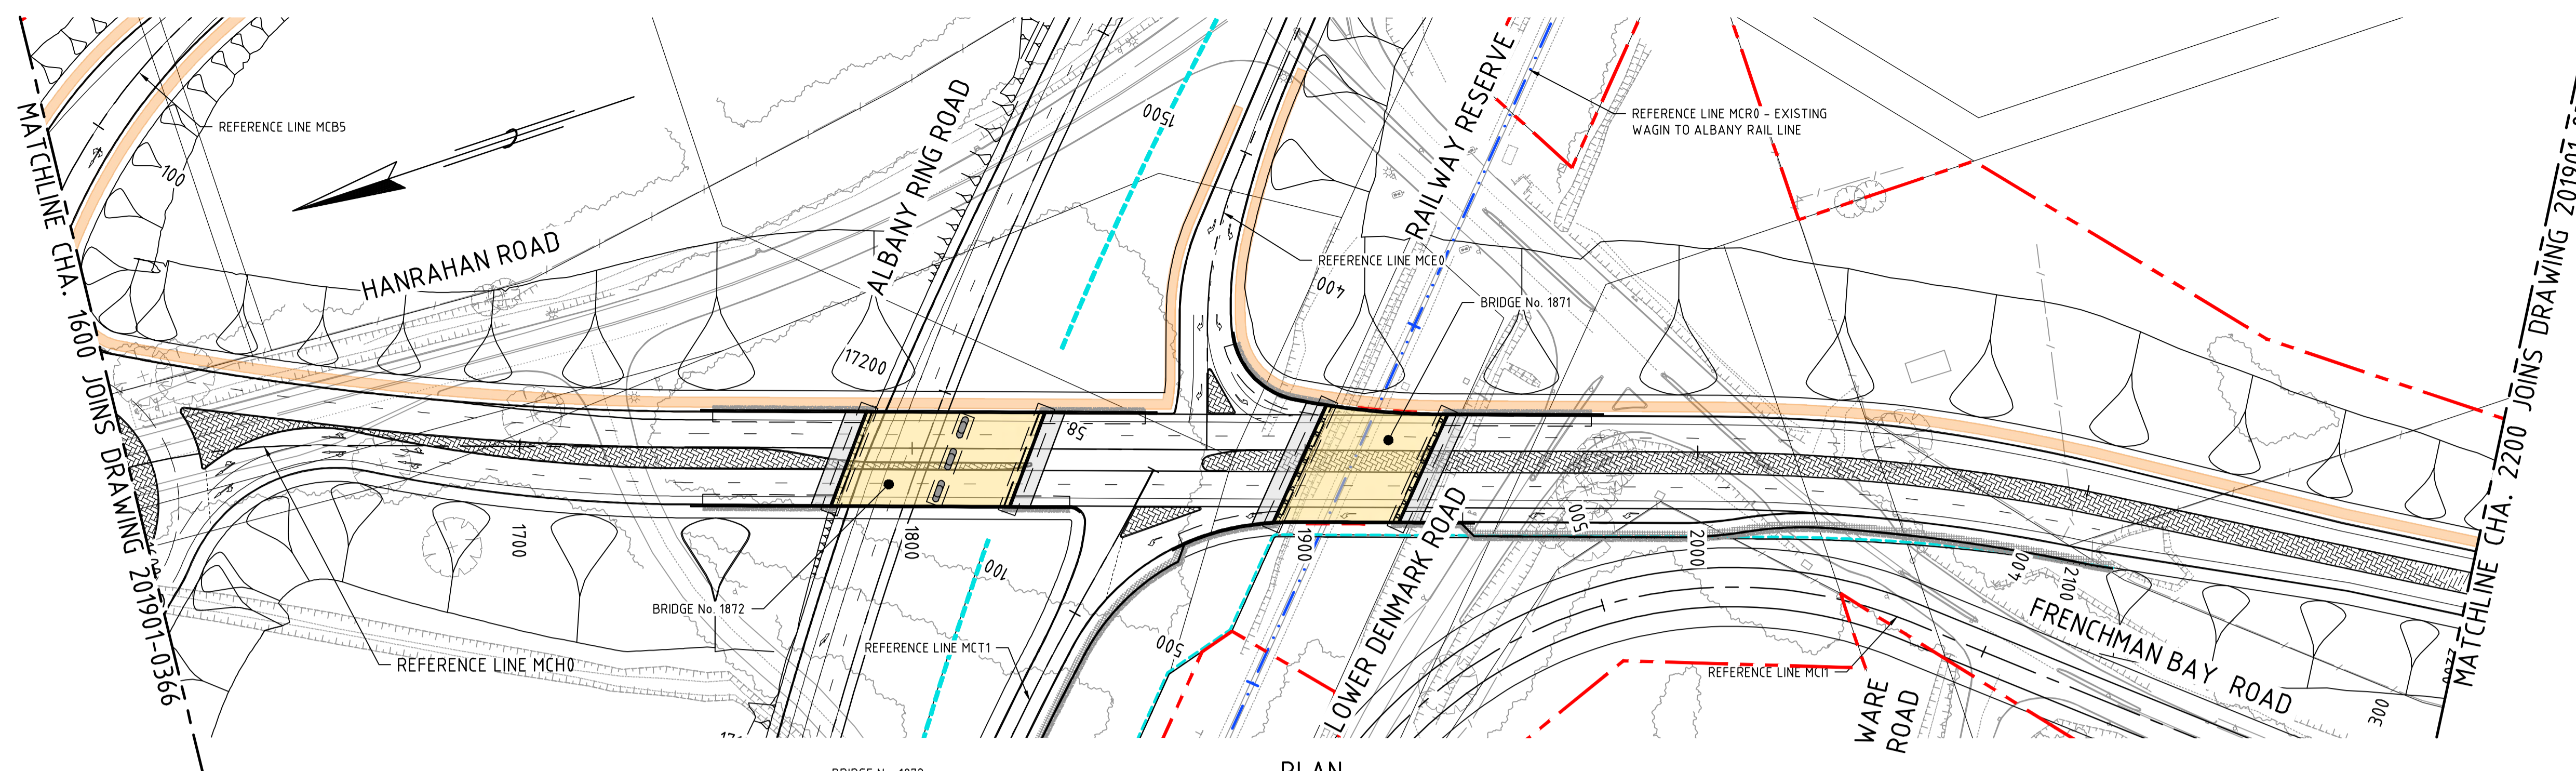 MATCHLINE CHA. 1600 JOINS DRAWING 201901-0366
REFERENCE LINE MCB5
100
HANRAHAN ROAD
ALBANY RING ROAD
1500
RAILWAY RESERVE
REFERENCE LINE MCR0 - EXISTING
WAGIN TO ALBANY RAIL LINE
REFERENCE LINE MCE0
400
BRIDGE No. 1871
17200
58
1700
1800
1900
500
2000
407
2100
BRIDGE No. 1872
100
REFERENCE LINE MCT1
500
REFERENCE LINE MCH0
LOWER DENMARK ROAD
REFERENCE LINE MCI1
WARE
ROAD
FRENCHMAN BAY ROAD
300
MATCHLINE CHA. 2200 JOINS DRAWING 201901
PLAN